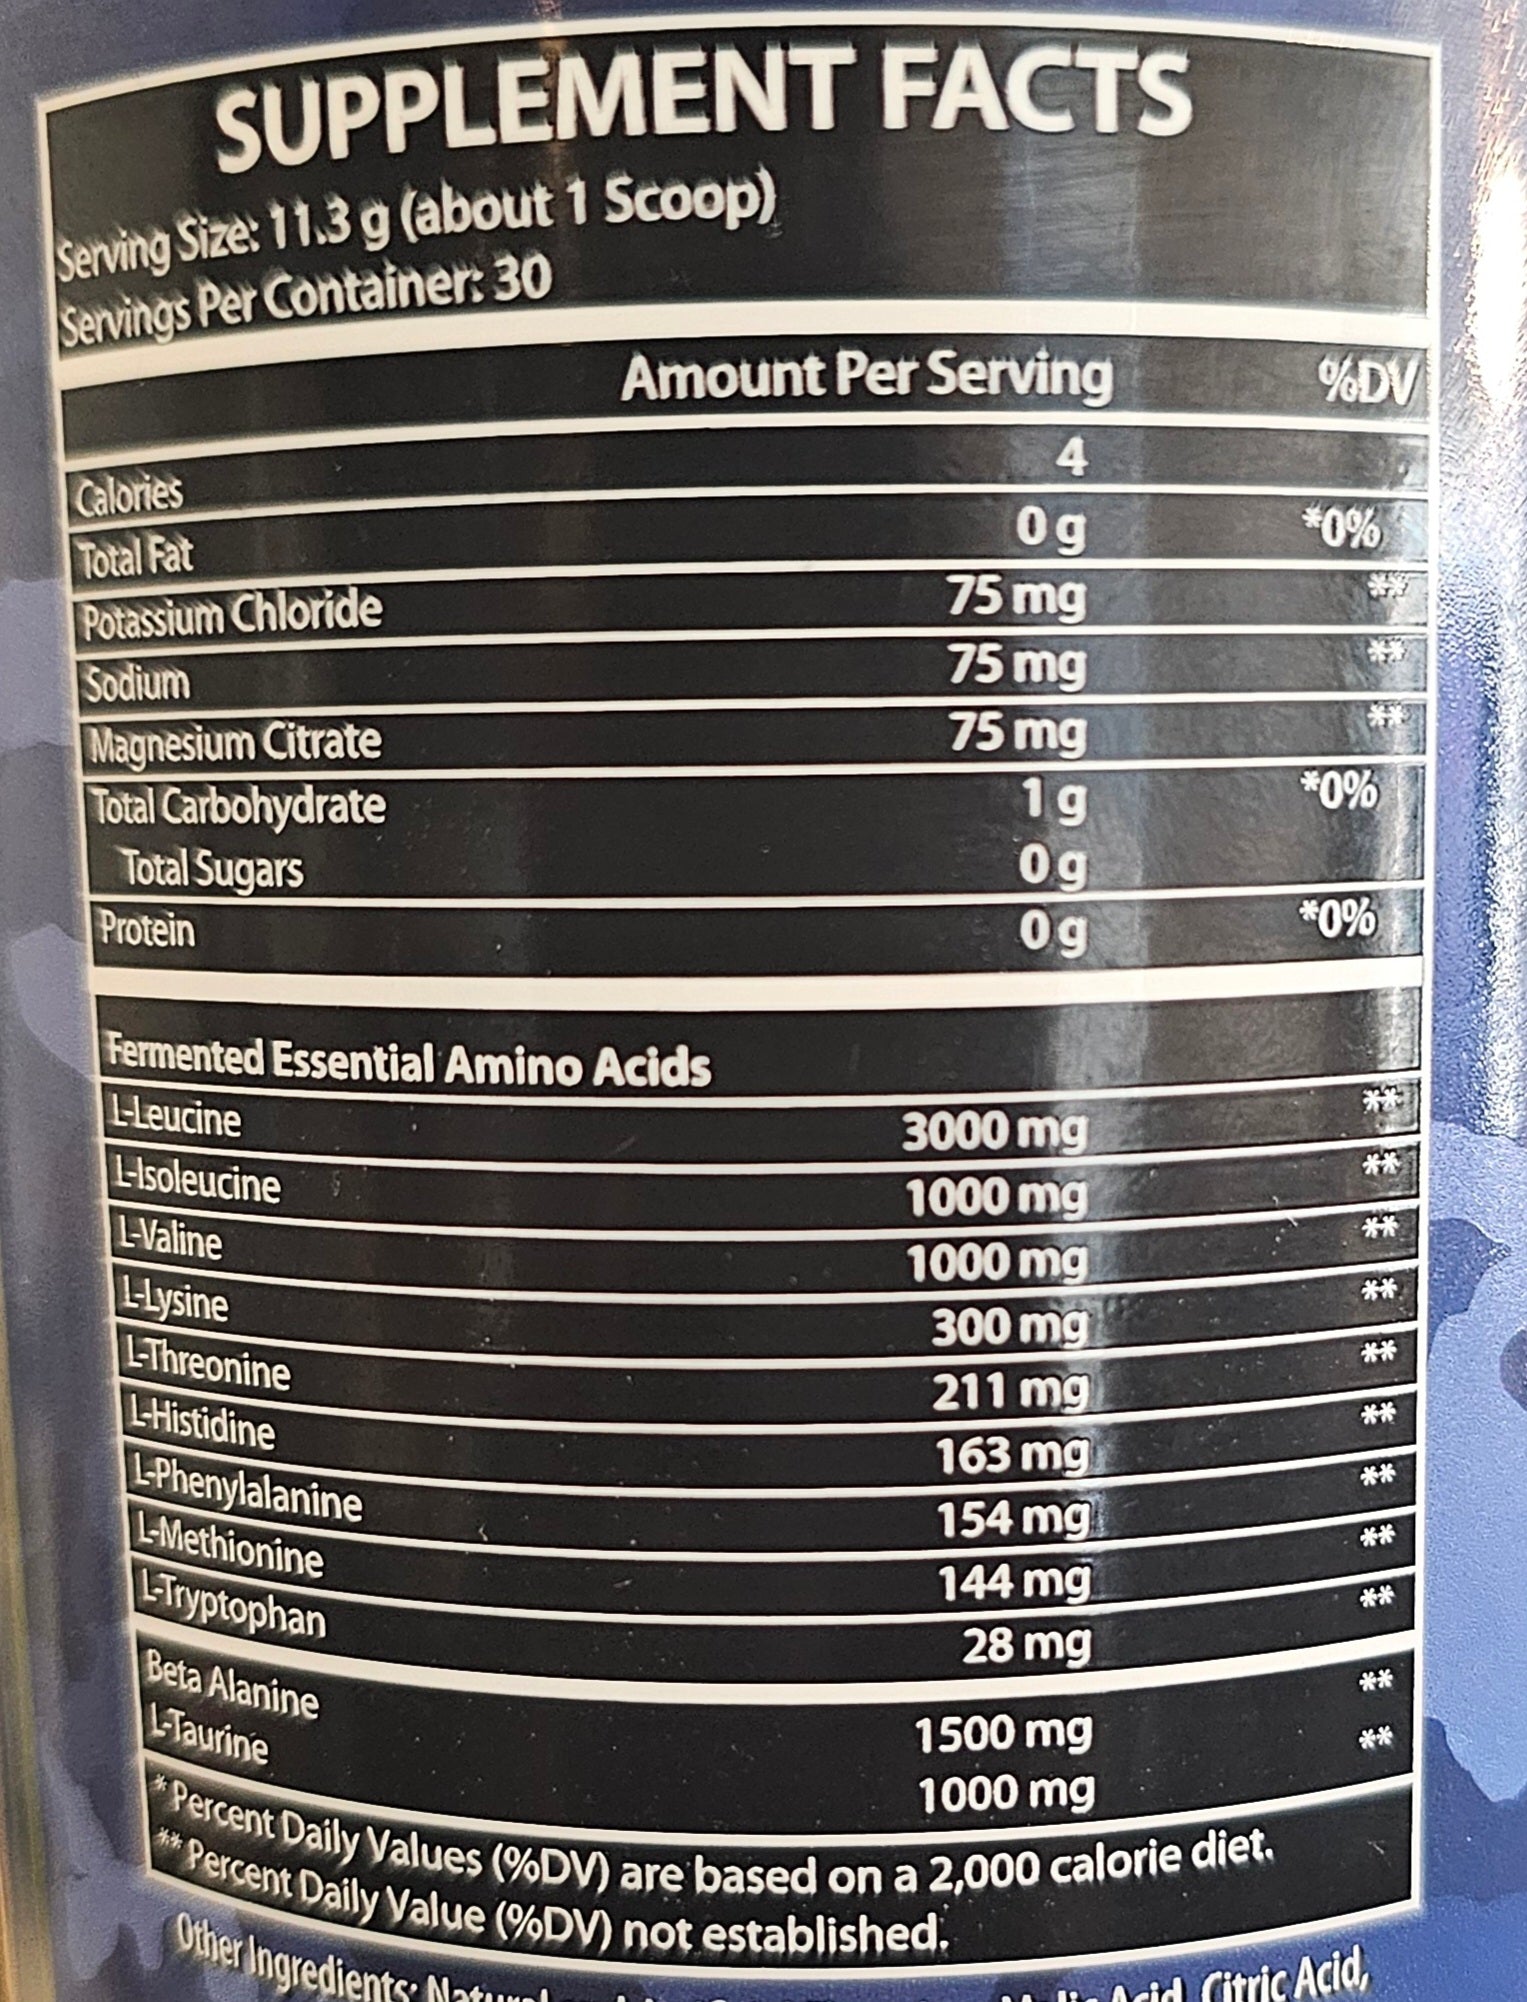 SUPPLEMENT FACTS
Serving Size: 11.3 g (about 1 Scoop)
Servings Per Container: 30
Amount Per Serving %DV
Calories 4
Total Fat 0 g *0%
Potassium Chloride 75 mg **
Sodium 75 mg **
Magnesium Citrate 75 mg **
Total Carbohydrate 1 g *0%
Total Sugars 0 g
Protein 0 g *0%
Fermented Essential Amino Acids
L-Leucine 3000 mg **
L-Isoleucine 1000 mg **
L-Valine 1000 mg **
L-Lysine 300 mg **
L-Threonine 211 mg **
L-Histidine 163 mg **
L-Phenylalanine 154 mg **
L-Methionine 144 mg **
L-Tryptophan 28 mg **
Beta Alanine 1500 mg **
L-Taurine 1000 mg **
* Percent Daily Values (%DV) are based on a 2,000 calorie diet.
** Percent Daily Value (%DV) not established.
Other Ingredients: Natural Acid, Citric Acid,